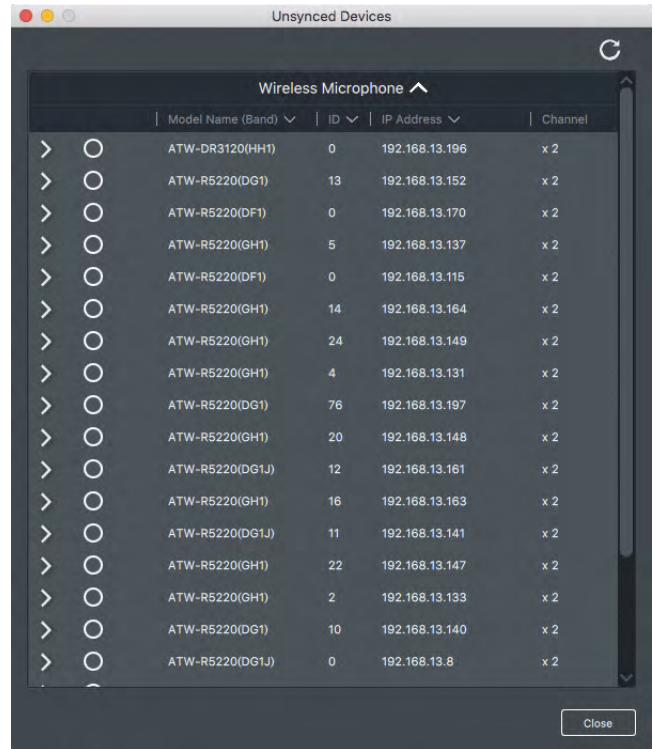 Unsynced Devices
Wireless Microphone
Model Name (Band) ID IP Address Channel
ATW-DR3120(HH1) 0 192.168.13.196 x 2
ATW-R5220(DG1) 13 192.168.13.152 x 2
ATW-R5220(DF1) 0 192.168.13.170 x 2
ATW-R5220(GH1) 5 192.168.13.137 x 2
ATW-R5220(DF1) 0 192.168.13.115 x 2
ATW-R5220(GH1) 14 192.168.13.164 x 2
ATW-R5220(GH1) 24 192.168.13.149 x 2
ATW-R5220(GH1) 4 192.168.13.131 x 2
ATW-R5220(DG1) 76 192.168.13.197 x 2
ATW-R5220(GH1) 20 192.168.13.148 x 2
ATW-R5220(DG1J) 12 192.168.13.161 x 2
ATW-R5220(GH1) 16 192.168.13.163 x 2
ATW-R5220(DG1J) 11 192.168.13.141 x 2
ATW-R5220(GH1) 22 192.168.13.147 x 2
ATW-R5220(GH1) 2 192.168.13.133 x 2
ATW-R5220(DG1) 10 192.168.13.140 x 2
ATW-R5220(DG1J) 0 192.168.13.8 x 2
Close